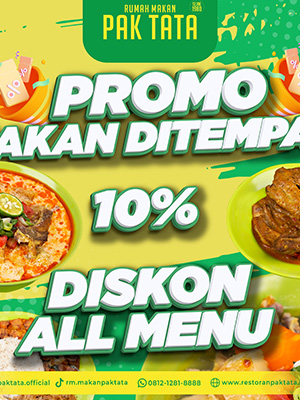 RUMAH MAKAN
PAK TATA
PROMO
AKAN DITEMPA
10%
DISKON
ALL MENU
paktata.official rm.makanpaktata 0812-1281-8888 www.restoranpaktata